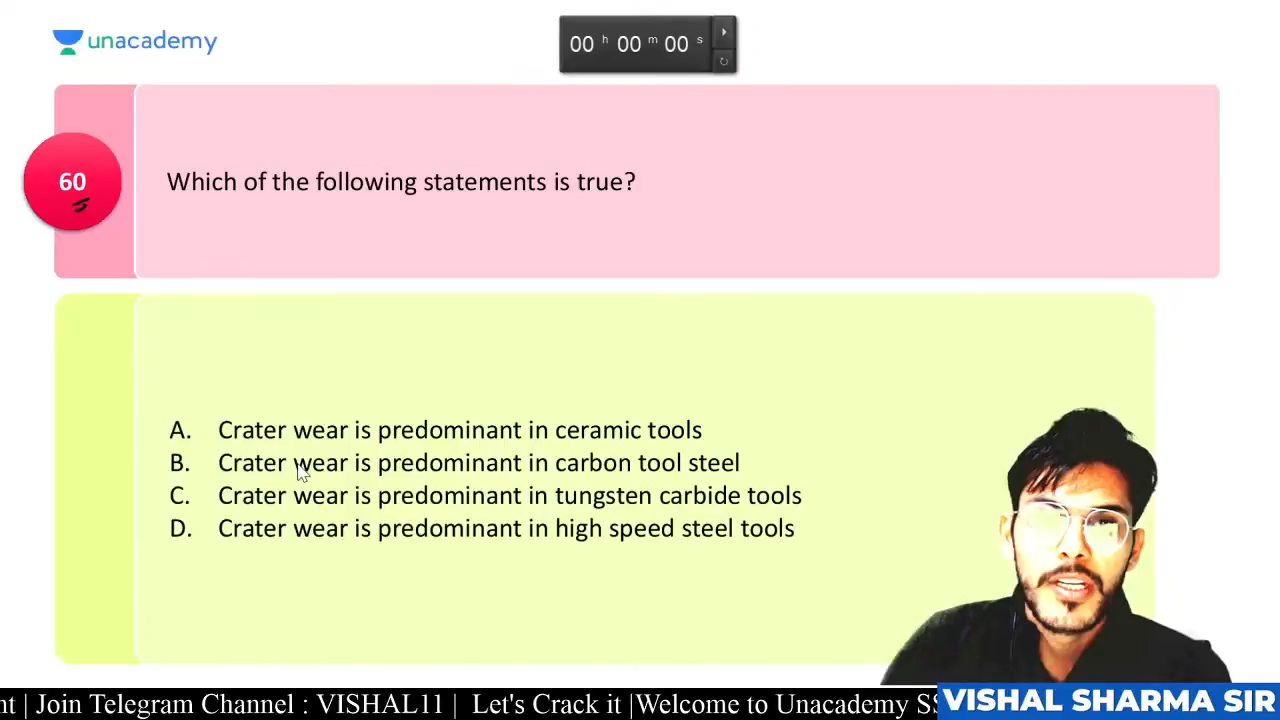 unacademy
00 h 00 m 00 s
60
Which of the following statements is true?
A. Crater wear is predominant in ceramic tools
B. Crater wear is predominant in carbon tool steel
C. Crater wear is predominant in tungsten carbide tools
D. Crater wear is predominant in high speed steel tools
nt | Join Telegram Channel : VISHAL11 | Let's Crack it |Welcome to Unacademy SS
VISHAL SHARMA SIR